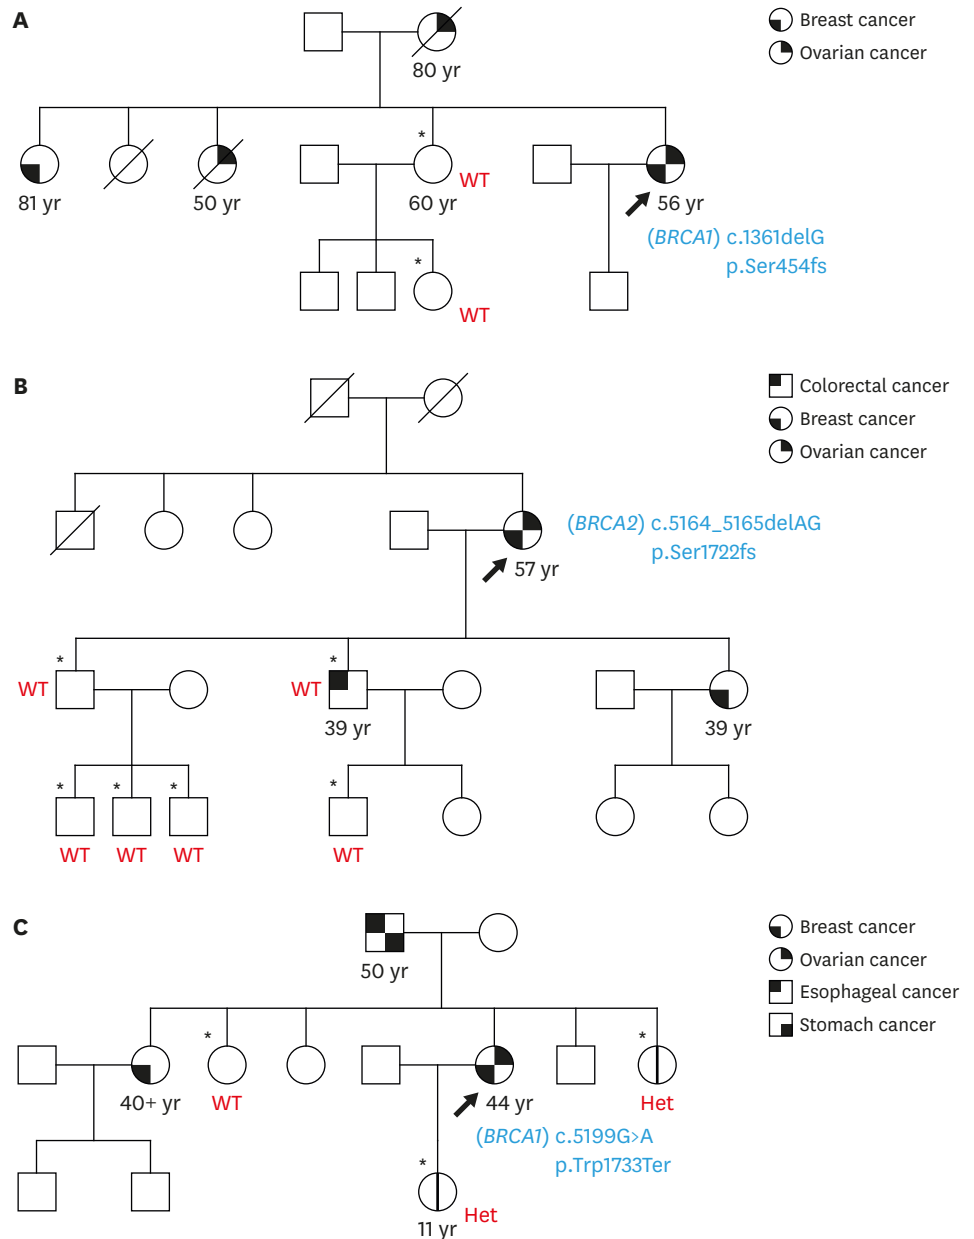 A
Breast cancer
Ovarian cancer
80 yr
*
WT
81 yr
50 yr
60 yr
56 yr
(BRCA1) c.1361delG
p.Ser454fs
*
WT
B
Colorectal cancer
Breast cancer
Ovarian cancer
(BRCA2) c.5164_5165delAG
p.Ser1722fs
57 yr
* *
WT WT
39 yr 39 yr
* * * *
WT WT WT WT
C
Breast cancer
Ovarian cancer
Esophageal cancer
Stomach cancer
50 yr
* *
40+ yr WT 44 yr Het
(BRCA1) c.5199G>A
p.Trp1733Ter
*
Het
11 yr